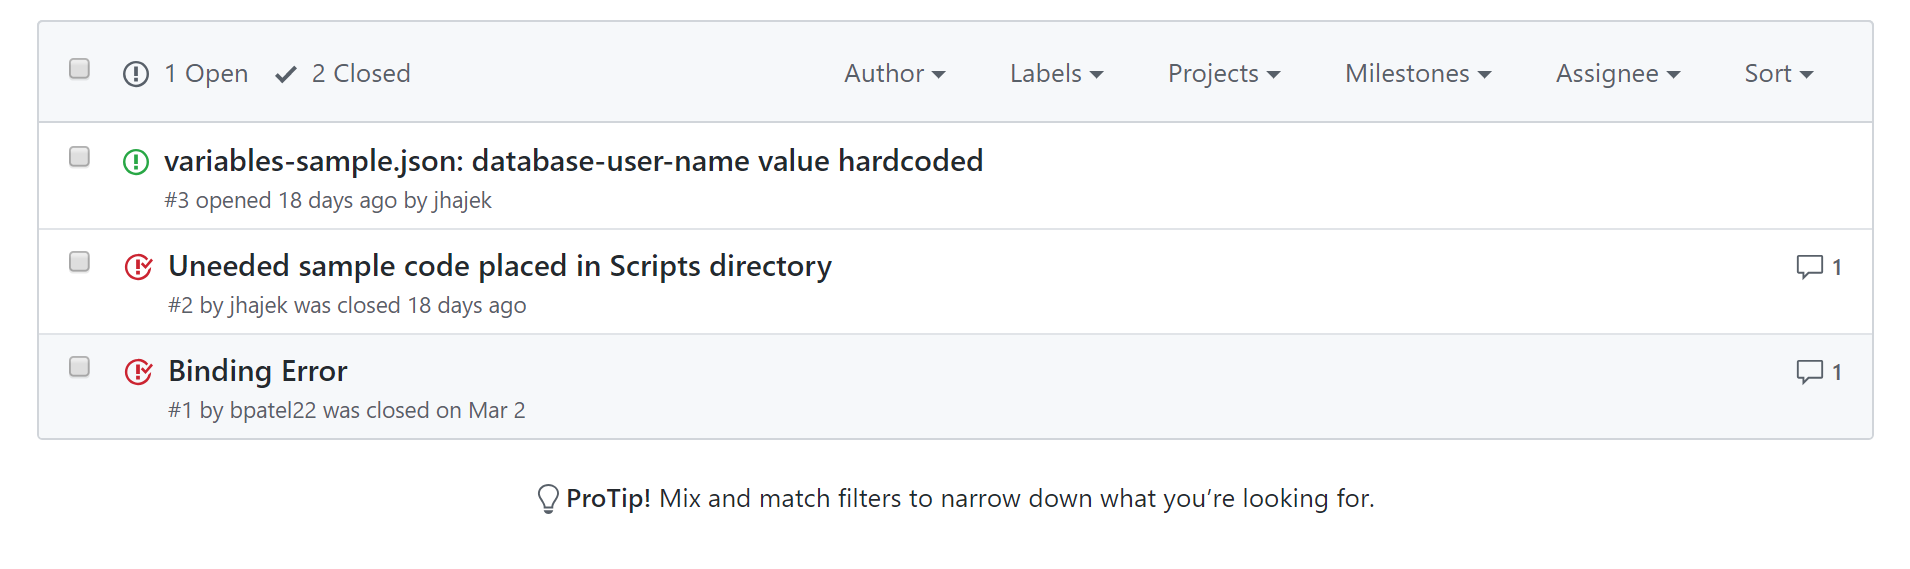 1 Open 2 Closed Author Labels Projects Milestones Assignee Sort
variables-sample.json: database-user-name value hardcoded
#3 opened 18 days ago by jhajek
Uneeded sample code placed in Scripts directory 1
#2 by jhajek was closed 18 days ago
Binding Error 1
#1 by bpatel22 was closed on Mar 2
ProTip! Mix and match filters to narrow down what you’re looking for.